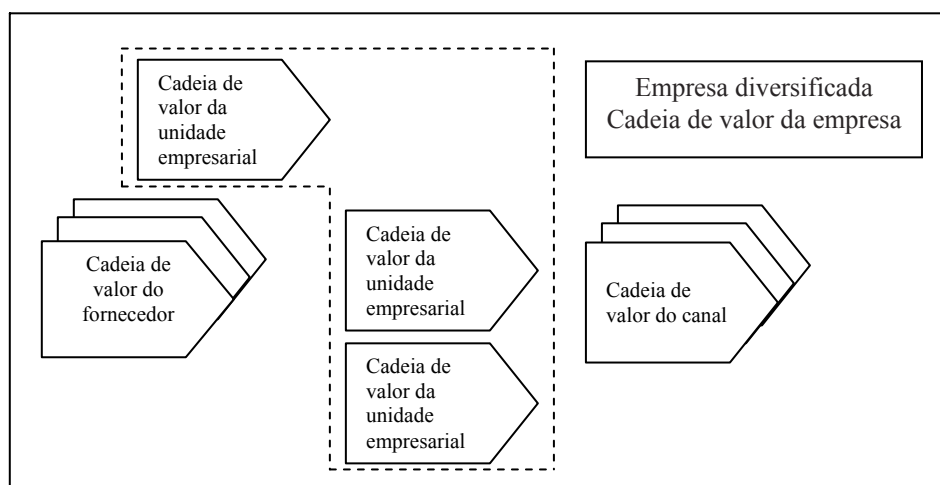 Cadeia de
valor da
unidade
empresarial
Empresa diversificada
Cadeia de valor da empresa
Cadeia de
valor do
fornecedor
Cadeia de
valor da
unidade
empresarial
Cadeia de
valor do canal
Cadeia de
valor da
unidade
empresarial